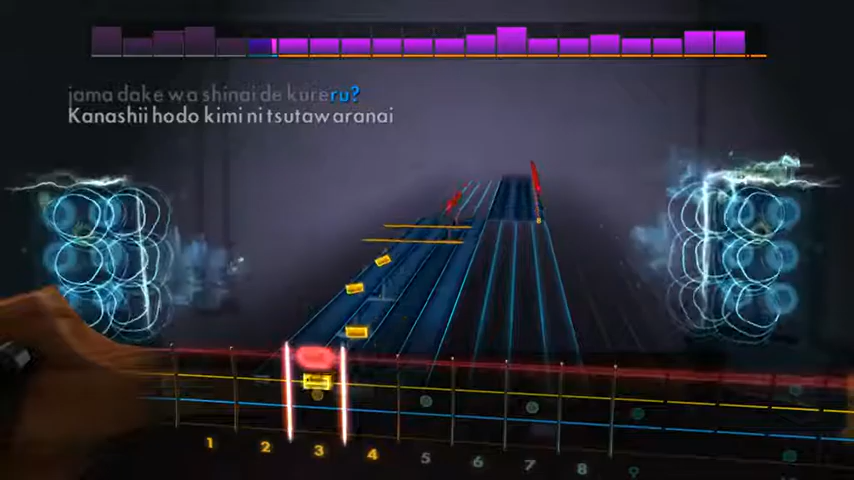 jama dake wa shinai de kureru?
Kanashii hodo kimi ni tsutawaranai
1 2 3 4 5 6 7 8